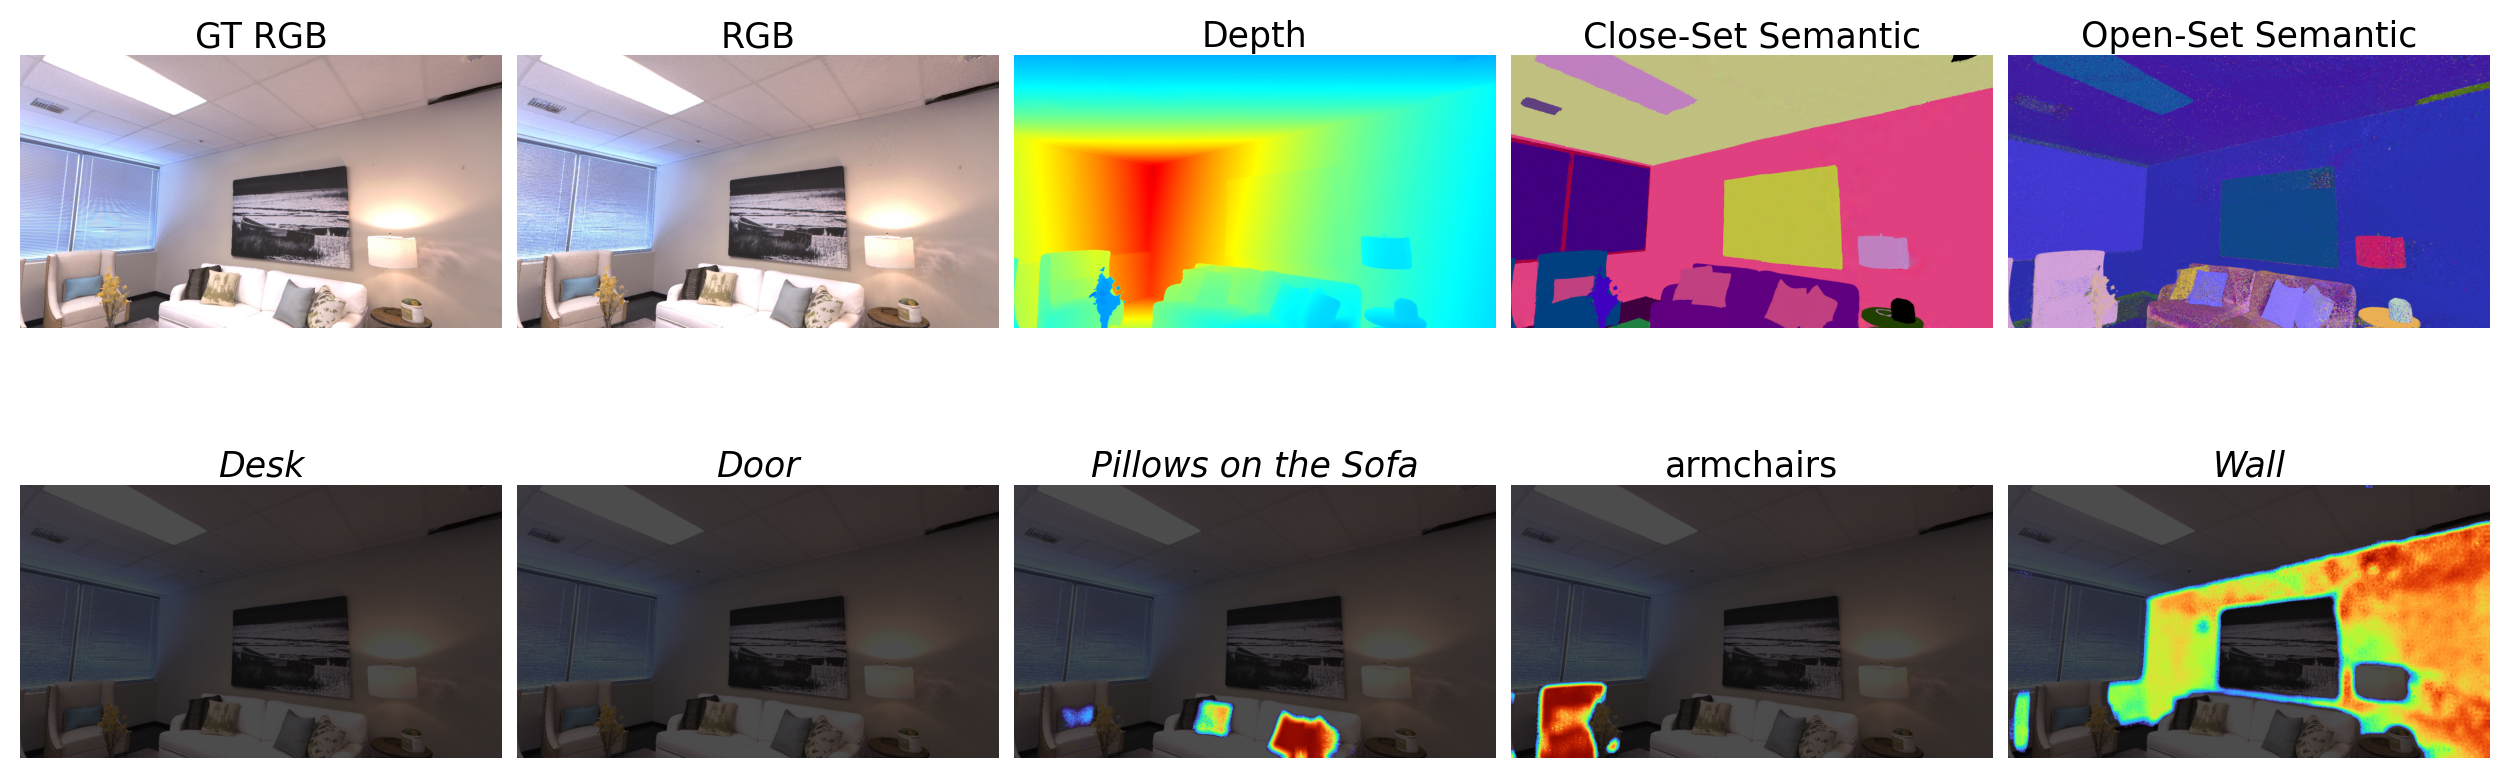 GT RGB
RGB
Depth
Close-Set Semantic
Open-Set Semantic
Desk
Door
Pillows on the Sofa
armchairs
Wall